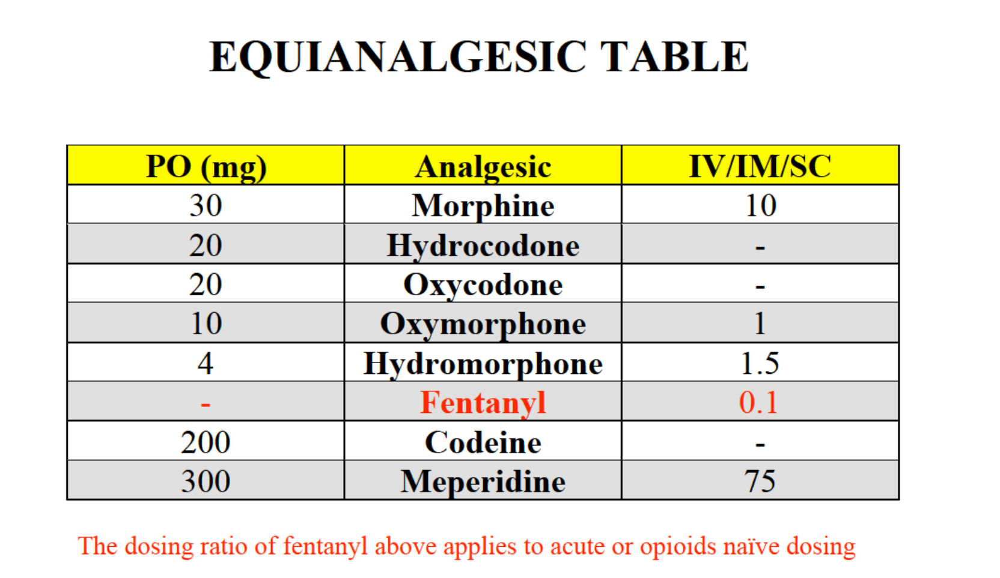 EQUIANALGESIC TABLE
PO (mg) Analgesic IV/IM/SC
30 Morphine 10
20 Hydrocodone -
20 Oxycodone -
10 Oxymorphone 1
4 Hydromorphone 1.5
- Fentanyl 0.1
200 Codeine -
300 Meperidine 75
The dosing ratio of fentanyl above applies to acute or opioids naïve dosing